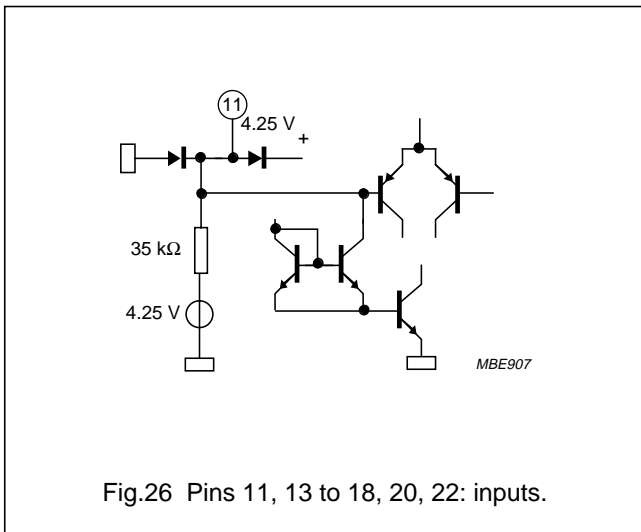 11
4.25 V
+
35 kΩ
4.25 V
MBE907
Fig.26 Pins 11, 13 to 18, 20, 22: inputs.